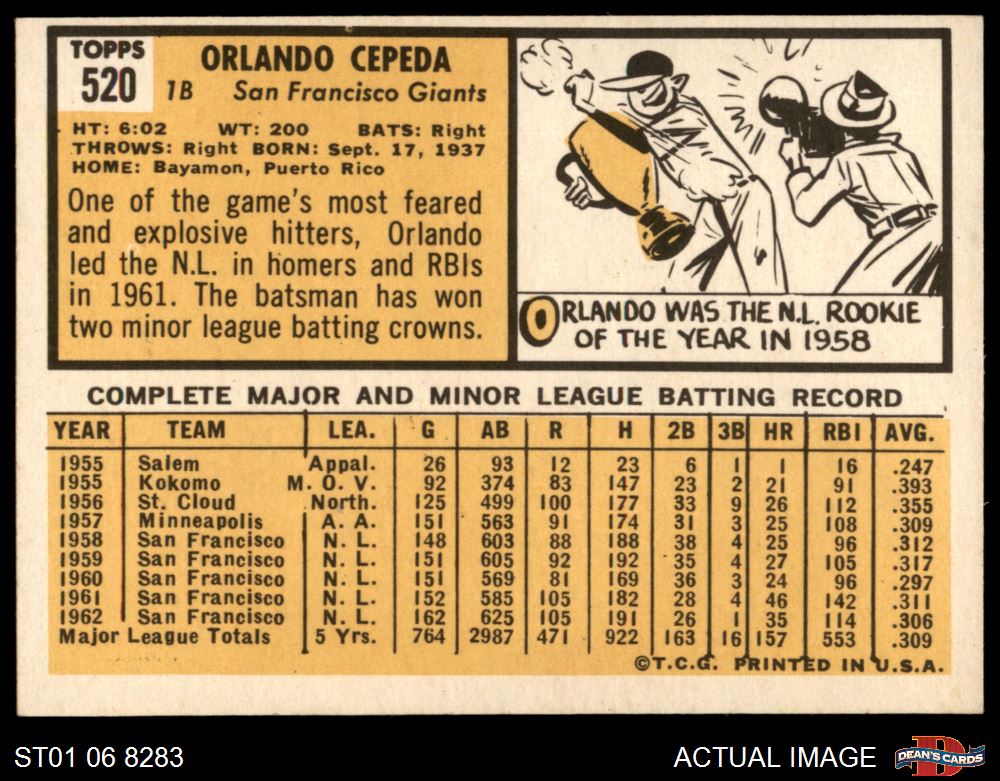 TOPPS
520
ORLANDO CEPEDA
1B San Francisco Giants
HT: 6:02 WT: 200 BATS: Right
THROWS: Right BORN: Sept. 17, 1937
HOME: Bayamon, Puerto Rico
One of the game's most feared
and explosive hitters, Orlando
led the N.L. in homers and RBIs
in 1961. The batsman has won
two minor league batting crowns.
ORLANDO WAS THE N.L. ROOKIE
OF THE YEAR IN 1958
COMPLETE MAJOR AND MINOR LEAGUE BATTING RECORD
YEAR TEAM LEA. G AB R H 2B 3B HR RBI AVG.
1955 Salem Appal. 26 93 12 23 6 1 1 16 .247
1955 Kokomo M. O. V. 92 374 83 147 23 2 21 91 .393
1956 St. Cloud North. 125 499 100 177 33 9 26 112 .355
1957 Minneapolis A. A. 151 563 91 174 31 3 25 108 .309
1958 San Francisco N. L. 148 603 88 188 38 4 25 96 .312
1959 San Francisco N. L. 151 605 92 192 35 4 27 105 .317
1960 San Francisco N. L. 151 569 81 169 36 3 24 96 .297
1961 San Francisco N. L. 152 585 105 182 28 4 46 142 .311
1962 San Francisco N. L. 162 625 105 191 26 1 35 114 .306
Major League Totals 5 Yrs. 764 2987 471 922 163 16 157 553 .309
©T.C.G. PRINTED IN U.S.A.
ST01 06 8283
ACTUAL IMAGE
DEAN'S CARDS